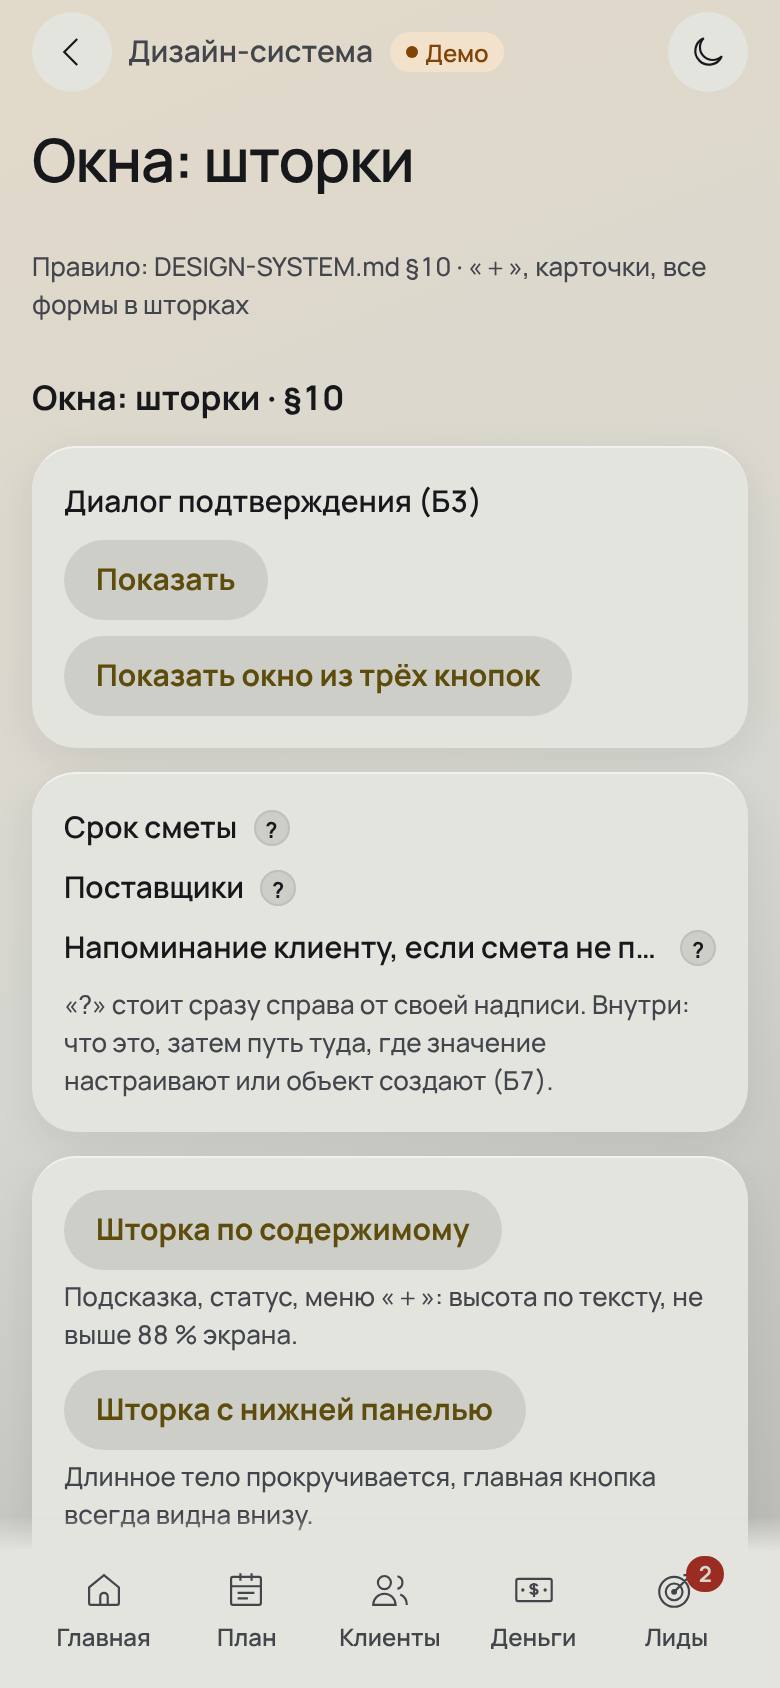 Дизайн-система
Демо
Окна: шторки
Правило: DESIGN-SYSTEM.md §10 · « + », карточки, все
формы в шторках
Окна: шторки · §10
Диалог подтверждения (Б3)
Показать
Показать окно из трёх кнопок
Срок сметы ?
Поставщики ?
Напоминание клиенту, если смета не п... ?
«?» стоит сразу справа от своей надписи. Внутри:
что это, затем путь туда, где значение
настраивают или объект создают (Б7).
Шторка по содержимому
Подсказка, статус, меню « + »: высота по тексту, не
выше 88 % экрана.
Шторка с нижней панелью
Длинное тело прокручивается, главная кнопка
всегда видна внизу.
$
2
Главная План Клиенты Деньги Лиды